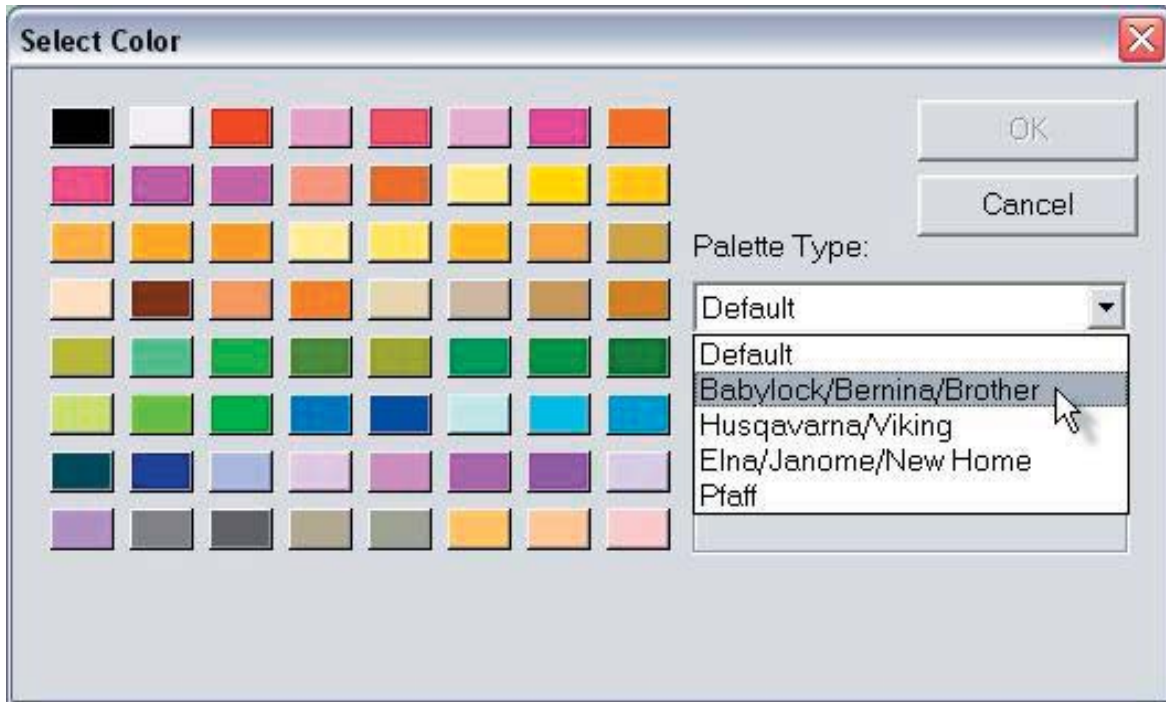 Select Color
OK
Cancel
Palette Type:
Default
Default
Babylock/Bernina/Brother
Husqavarna/Viking
Elna/Janome/New Home
Pfaff